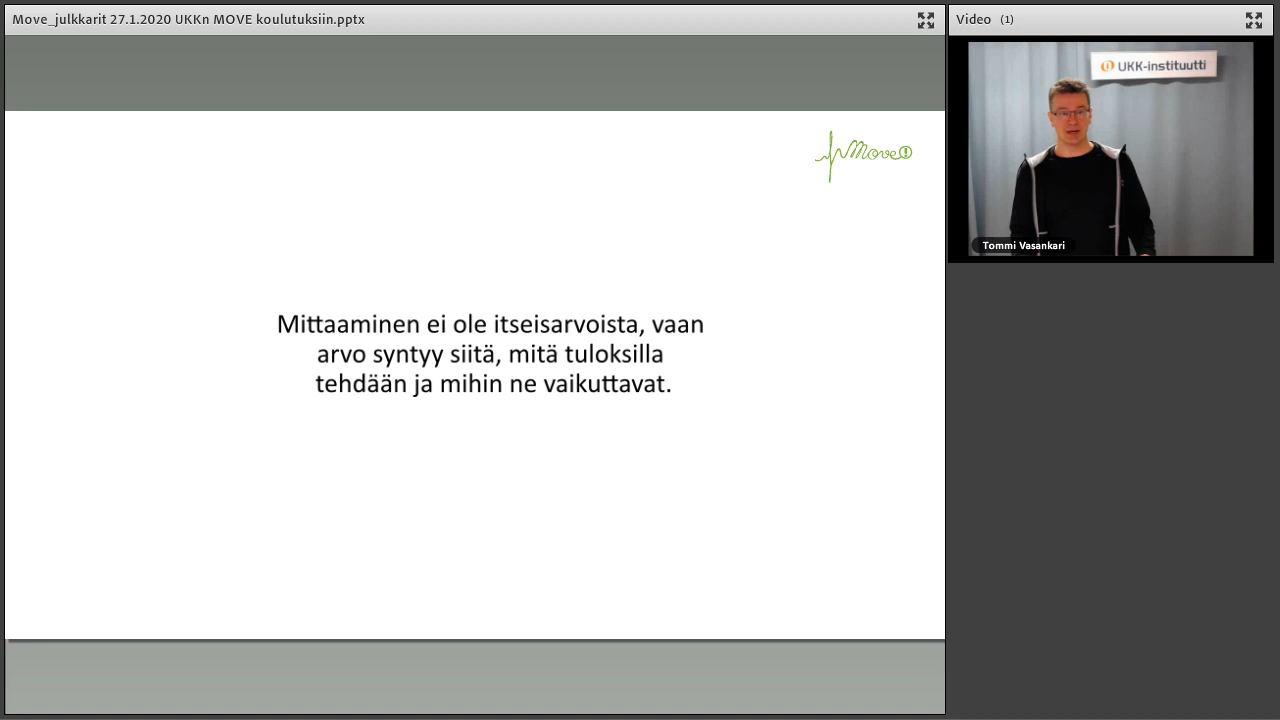 Move_julkkarit 27.1.2020 UKKn MOVE koulutuksiin.pptx
Video (1)
UKK-instituutti
Move!
Tommi Vasankari
Mittaaminen ei ole itseisarvoista, vaan
arvo syntyy siitä, mitä tuloksilla
tehdään ja mihin ne vaikuttavat.